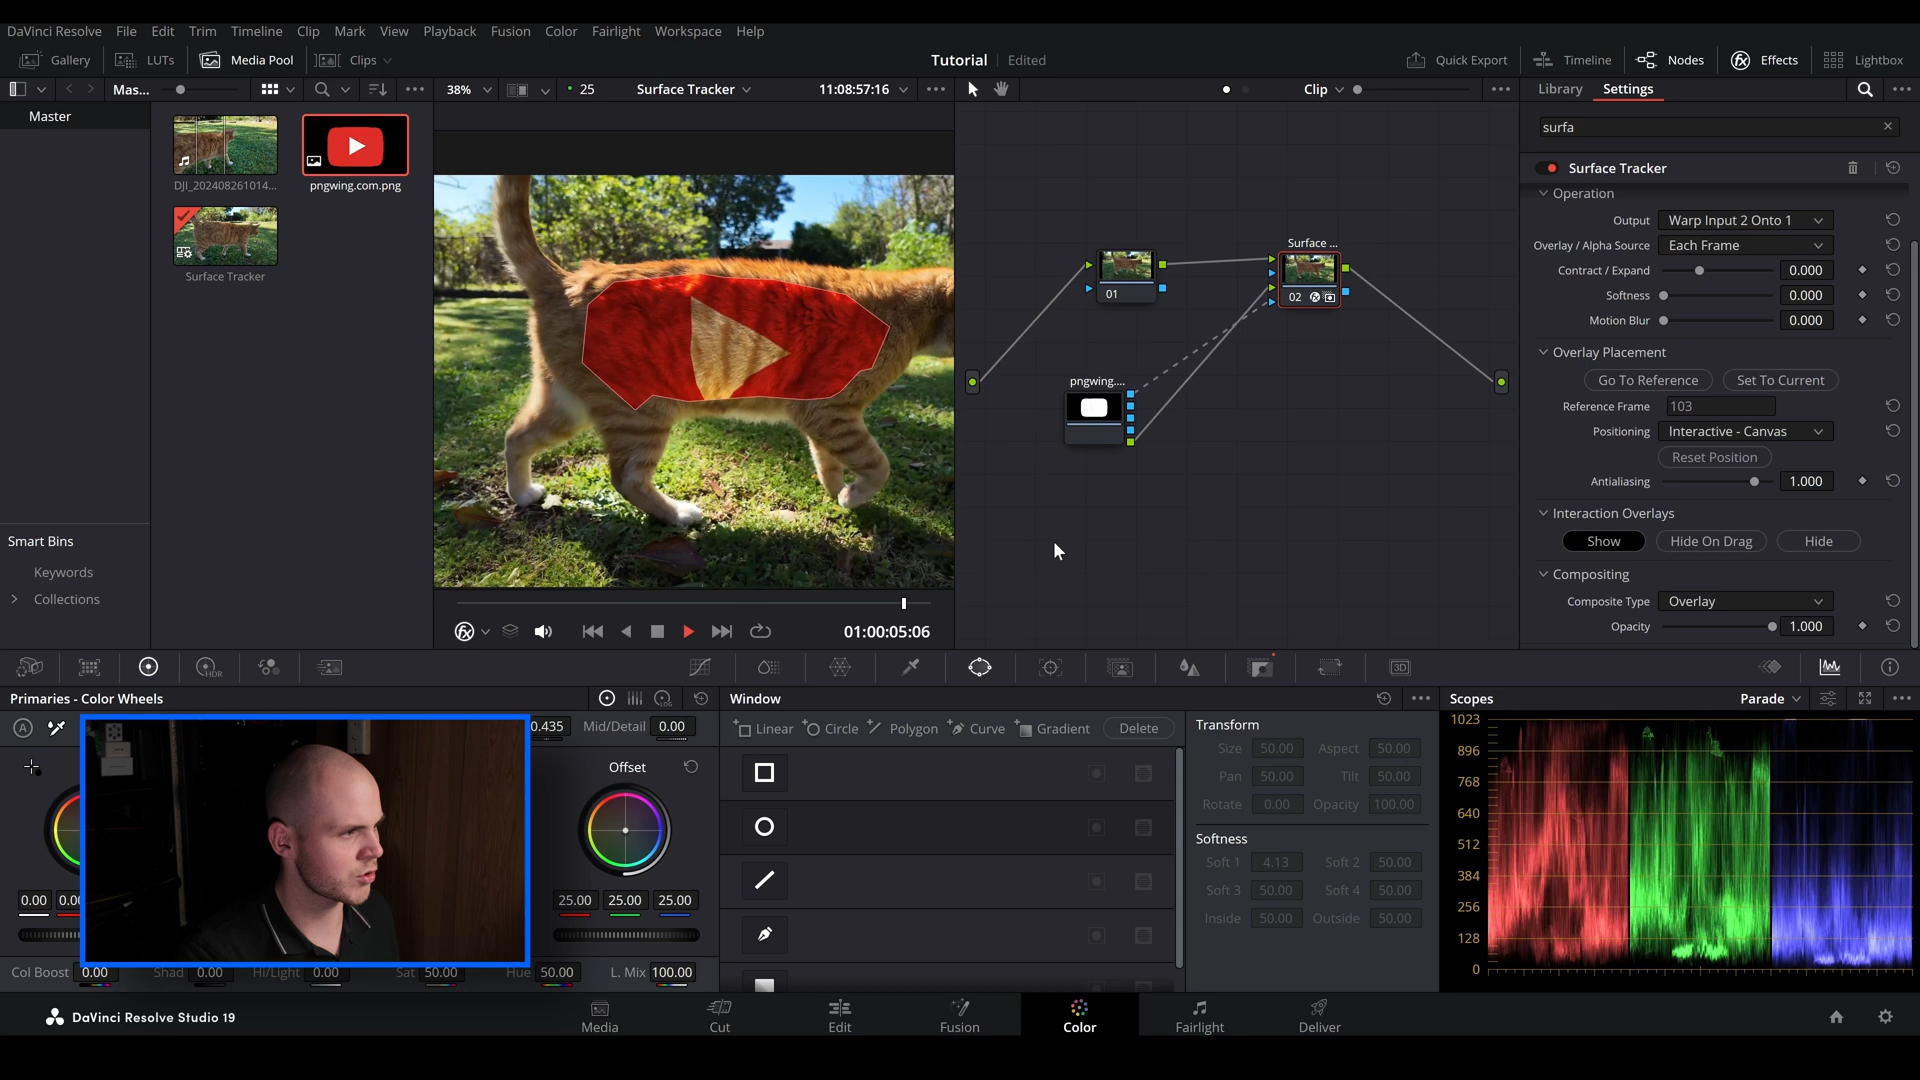 DaVinci Resolve File Edit Trim Timeline Clip Mark View Playback Fusion Color Fairlight Workspace Help
Gallery LUTs Media Pool Clips Tutorial Edited Quick Export Timeline Nodes Effects Lightbox
Mas... 38% 25 Surface Tracker 11:08:57:16 Clip Library Settings
Master
surfa
DJI_202408261014...
pngwing.com.png
Surface Tracker
Surface ...
01
02
pngwing....
Surface Tracker
Operation
Output Warp Input 2 Onto 1
Overlay / Alpha Source Each Frame
Contract / Expand 0.000
Softness 0.000
Motion Blur 0.000
Overlay Placement
Go To Reference Set To Current
Reference Frame 103
Positioning Interactive - Canvas
Reset Position
Antialiasing 1.000
Interaction Overlays
Show Hide On Drag Hide
Compositing
Composite Type Overlay
Opacity 1.000
Smart Bins
Keywords
Collections
01:00:05:06
HDR
3D
Primaries - Color Wheels
LOG
Window
Scopes Parade
A 0.435 Mid/Detail 0.00
Linear Circle Polygon Curve Gradient Delete
Offset
0.00 0.00 25.00 25.00 25.00
Col Boost 0.00 Shad 0.00 Hi/Light 0.00 Sat 50.00 Hue 50.00 L. Mix 100.00
Transform
Size 50.00 Aspect 50.00
Pan 50.00 Tilt 50.00
Rotate 0.00 Opacity 100.00
Softness
Soft 1 4.13 Soft 2 50.00
Soft 3 50.00 Soft 4 50.00
Inside 50.00 Outside 50.00
1023
896
768
640
512
384
256
128
0
DaVinci Resolve Studio 19
Media Cut Edit Fusion Color Fairlight Deliver